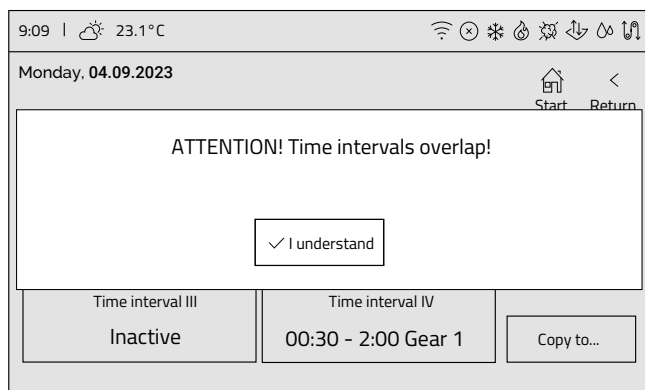 9:09 | 23.1°C
Monday, 04.09.2023
Start Return
ATTENTION! Time intervals overlap!
I understand
Time interval III Time interval IV
Inactive 00:30 - 2:00 Gear 1 Copy to...